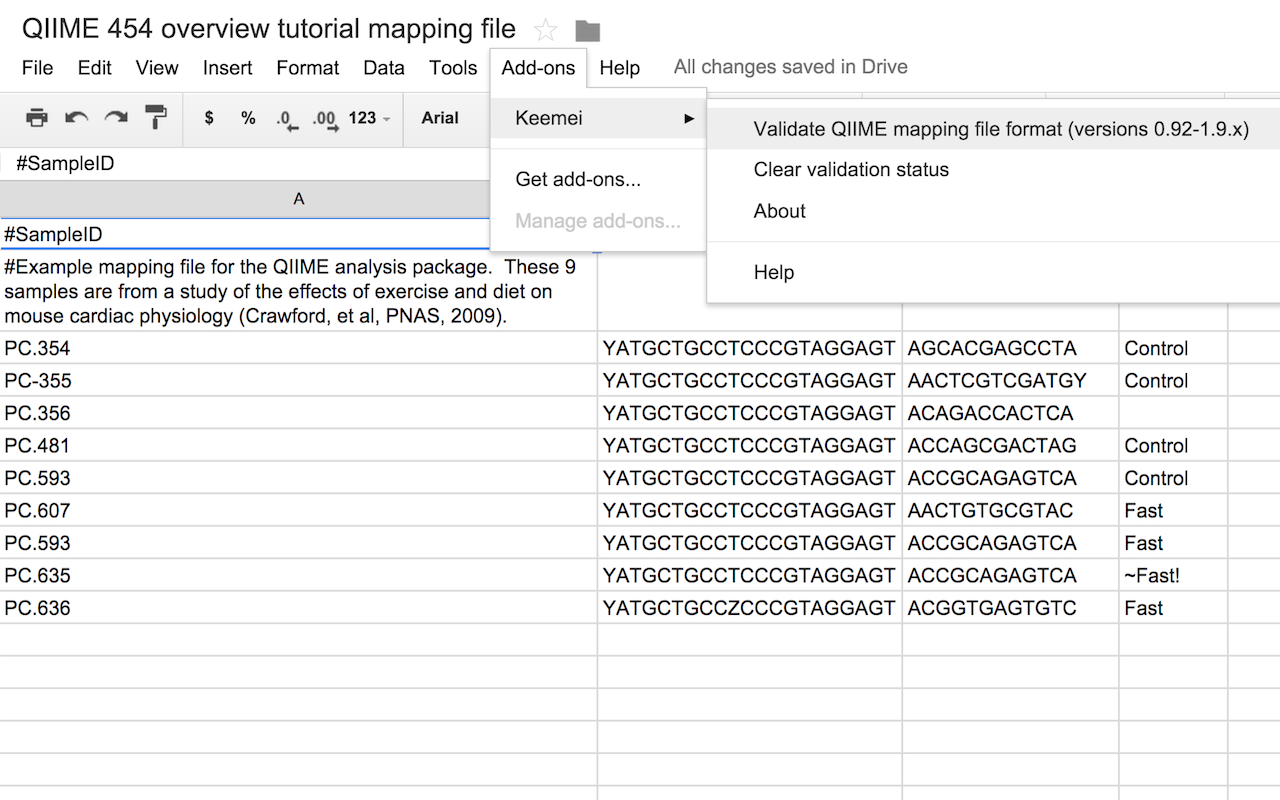 QIIME 454 overview tutorial mapping file
File Edit View Insert Format Data Tools Add-ons Help All changes saved in Drive
$ % .0 .00 123 Arial
Keemei
Validate QIIME mapping file format (versions 0.92-1.9.x)
Clear validation status
About
Help
Get add-ons...
Manage add-ons...
#SampleID
A
#SampleID
#Example mapping file for the QIIME analysis package. These 9
samples are from a study of the effects of exercise and diet on
mouse cardiac physiology (Crawford, et al, PNAS, 2009).
PC.354 YATGCTGCCTCCCGTAGGAGT AGCACGAGCCTA Control
PC-355 YATGCTGCCTCCCGTAGGAGT AACTCGTCGATGY Control
PC.356 YATGCTGCCTCCCGTAGGAGT ACAGACCACTCA
PC.481 YATGCTGCCTCCCGTAGGAGT ACCAGCGACTAG Control
PC.593 YATGCTGCCTCCCGTAGGAGT ACCGCAGAGTCA Control
PC.607 YATGCTGCCTCCCGTAGGAGT AACTGTGCGTAC Fast
PC.593 YATGCTGCCTCCCGTAGGAGT ACCGCAGAGTCA Fast
PC.635 YATGCTGCCTCCCGTAGGAGT ACCGCAGAGTCA ~Fast!
PC.636 YATGCTGCCZCCCGTAGGAGT ACGGTGAGTGTC Fast